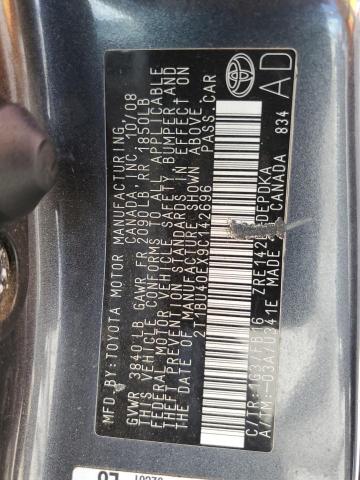 MFD. BY: TOYOTA MOTOR MANUFACTURING
CANADA, INC. 10/08
GVWR 3840 LB GAWR FR 2090 LB RR 1850LB
THIS VEHICLE CONFORMS TO ALL APPLICABLE
FEDERAL MOTOR VEHICLE SAFETY, BUMPER, AND
THEFT PREVENTION STANDARDS IN EFFECT ON
THE DATE OF MANUFACTURE SHOWN ABOVE.
2T1BU40EX9C142696 PASS. CAR
C/TR: 1G3/FB16 ZRE142L- DEPDKA
A/TM: -03A/U341E MADE IN CANADA 834
AD